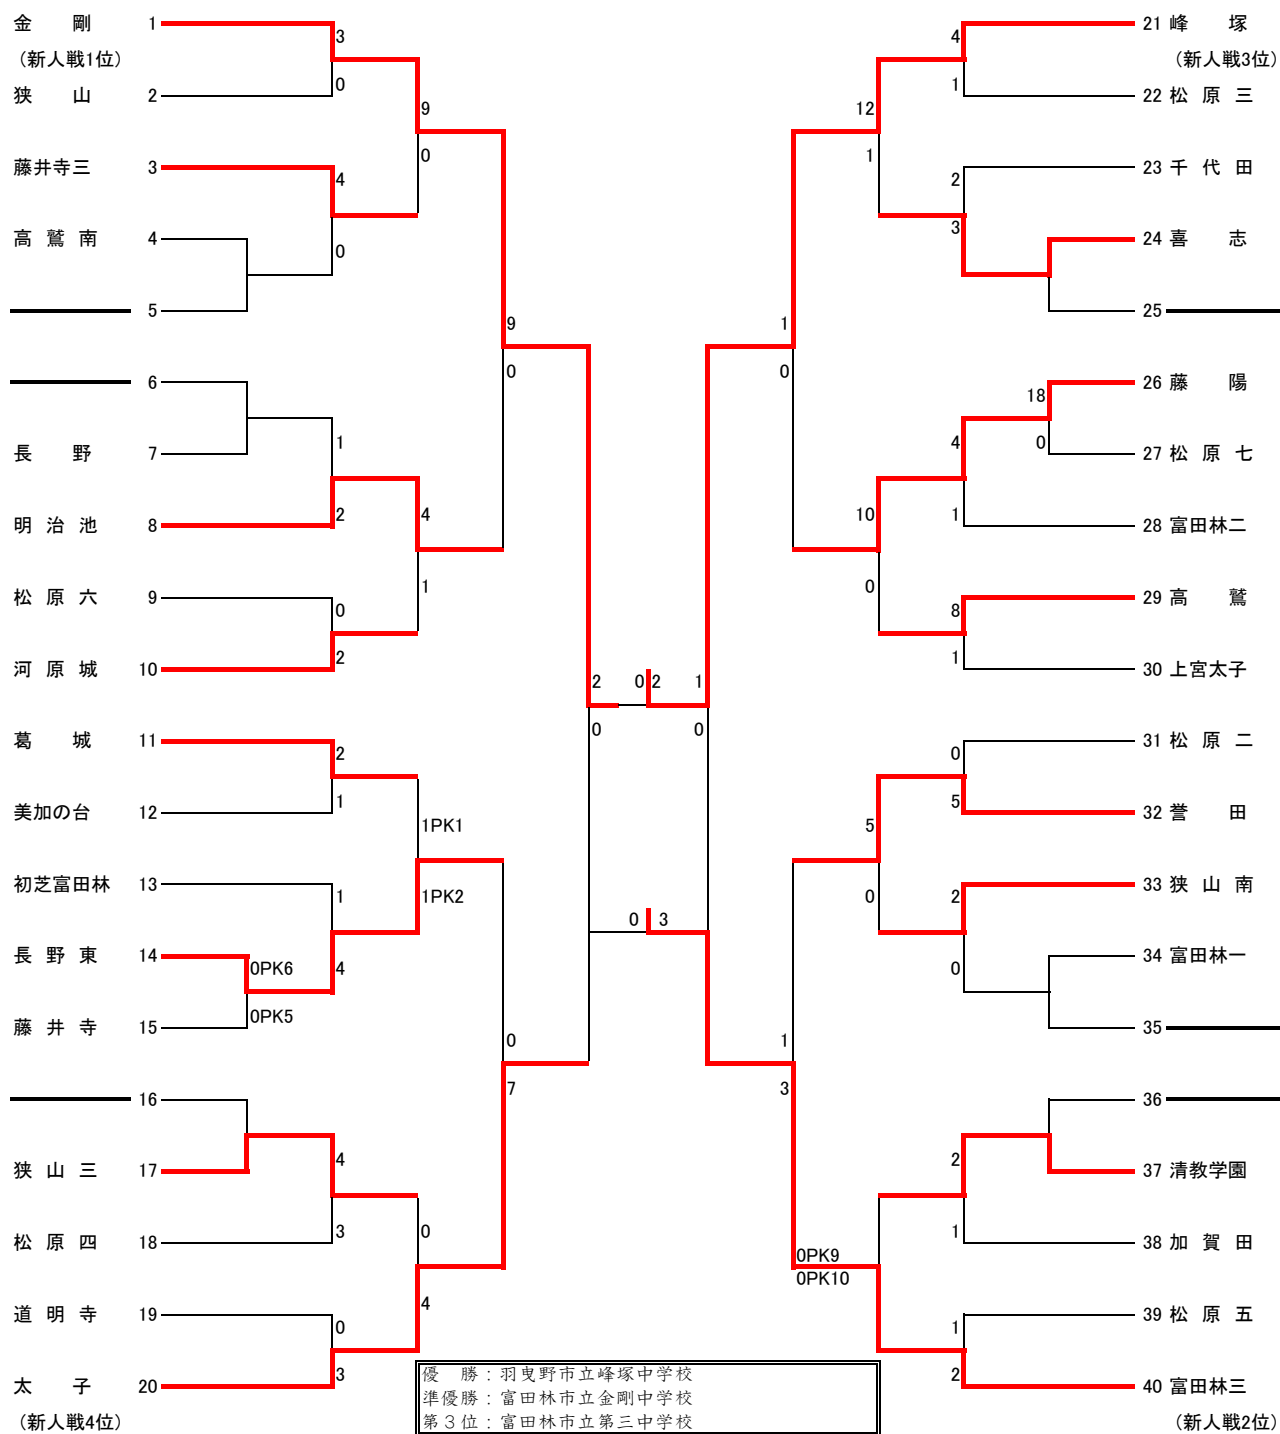 金 剛 1
(新人戦1位)
狭 山 2
藤井寺三 3
高 鷲 南 4
5
6
長 野 7
明 治 池 8
松 原 六 9
河 原 城 10
葛 城 11
美加の台 12
初芝富田林 13
長 野 東 14
藤 井 寺 15
16
狭 山 三 17
松 原 四 18
道 明 寺 19
太 子 20
(新人戦4位)
3
0
4
0
1
2
0
2
2
1
1
4
0PK6
0PK5
4
3
0
3
9
0
4
1
1PK1
1PK2
0
4
9
0
0
7
2
0
0 2
0 3
1
0
1
0
1
3
12
1
10
0
5
0
0PK9
0PK10
4
1
2
3
18
0
4
1
8
1
0
5
2
0
2
1
1
2
21 峰 塚
(新人戦3位)
22 松 原 三
23 千 代 田
24 喜 志
25
26 藤 陽
27 松 原 七
28 富田林二
29 高 鷲
30 上宮太子
31 松 原 二
32 誉 田
33 狭 山 南
34 富田林一
35
36
37 清教学園
38 加 賀 田
39 松 原 五
40 富田林三
(新人戦2位)
優 勝：羽曳野市立峰塚中学校
準優勝：富田林市立金剛中学校
第３位：富田林市立第三中学校